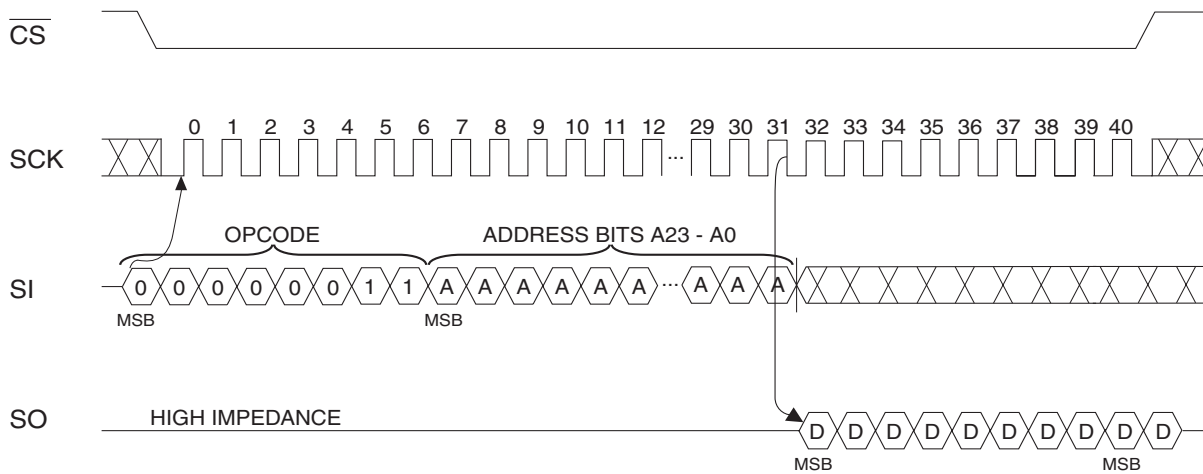 CS
0 1 2 3 4 5 6 7 8 9 10 11 12 29 30 31 32 33 34 35 36 37 38 39 40
SCK
...
OPCODE ADDRESS BITS A23 - A0
SI
0 0 0 0 0 0 1 1 A A A A A A ... A A A
MSB MSB
SO
HIGH IMPEDANCE
D D D D D D D D D D
MSB MSB